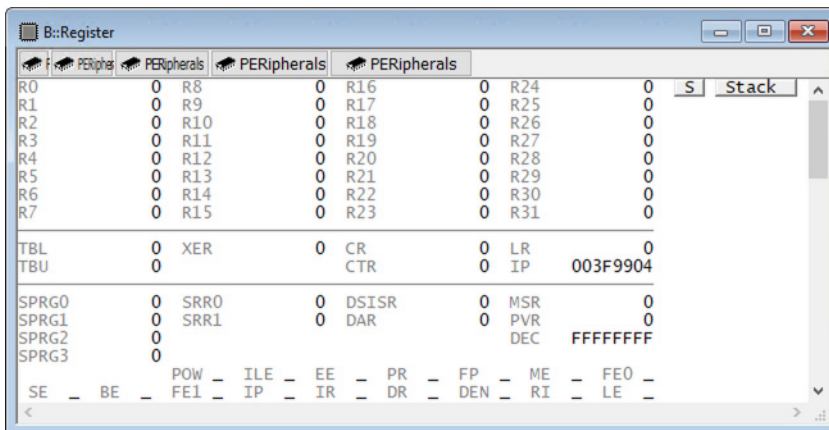 B::Register
PERipherals PERipherals PERipherals PERipherals
R0 0 R8 0 R16 0 R24 0 S Stack
R1 0 R9 0 R17 0 R25 0
R2 0 R10 0 R18 0 R26 0
R3 0 R11 0 R19 0 R27 0
R4 0 R12 0 R20 0 R28 0
R5 0 R13 0 R21 0 R29 0
R6 0 R14 0 R22 0 R30 0
R7 0 R15 0 R23 0 R31 0
TBL 0 XER 0 CR 0 LR 0
TBU 0 CTR 0 IP 003F9904
SPRG0 0 SRR0 0 DSISR 0 MSR 0
SPRG1 0 SRR1 0 DAR 0 PVR 0
SPRG2 0 DEC FFFFFFFF
SPRG3 0
POW _ ILE _ EE _ PR _ FP _ ME _ FE0 _
SE _ BE _ FE1 _ IP _ IR _ DR _ DEN _ RI _ LE _